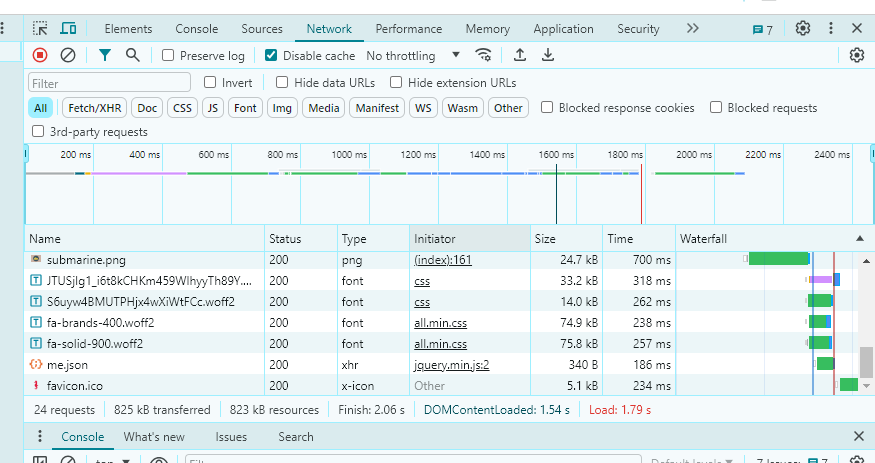 Elements Console Sources Network Performance Memory Application Security 7
Preserve log Disable cache No throttling
Filter Invert Hide data URLs Hide extension URLs
All Fetch/XHR Doc CSS JS Font Img Media Manifest WS Wasm Other Blocked response cookies Blocked requests
3rd-party requests
200 ms 400 ms 600 ms 800 ms 1000 ms 1200 ms 1400 ms 1600 ms 1800 ms 2000 ms 2200 ms 2400 ms
Name Status Type Initiator Size Time Waterfall
submarine.png 200 png (index):161 24.7 kB 700 ms
JTUSjIg1_i6t8kCHKm459WlhyyTh89Y.... 200 font css 33.2 kB 318 ms
S6uyw4BMUTPHjx4wXiWtFCc.woff2 200 font css 14.0 kB 262 ms
fa-brands-400.woff2 200 font all.min.css 74.9 kB 238 ms
fa-solid-900.woff2 200 font all.min.css 75.8 kB 257 ms
me.json 200 xhr jquery.min.js:2 340 B 186 ms
favicon.ico 200 x-icon Other 5.1 kB 234 ms
24 requests 825 kB transferred 823 kB resources Finish: 2.06 s DOMContentLoaded: 1.54 s Load: 1.79 s
Console What's new Issues Search
top Filter Default levels 7 Issues: 7